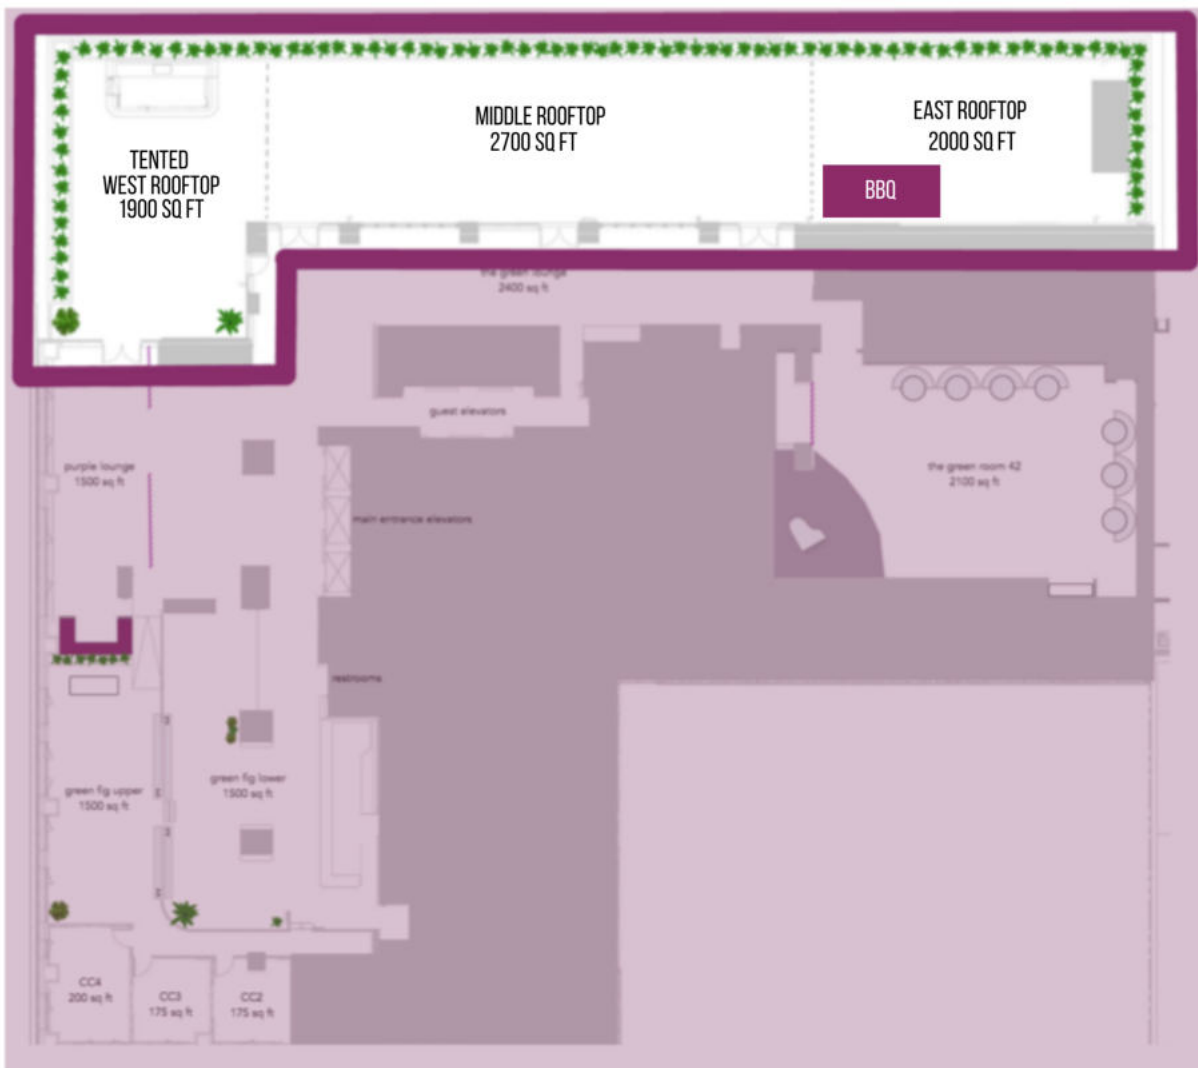 TENTED
WEST ROOFTOP
1900 SQ FT
MIDDLE ROOFTOP
2700 SQ FT
EAST ROOFTOP
2000 SQ FT
BBQ
the green lounge
2400 sq ft
guest elevators
purple lounge
1500 sq ft
main entrance elevators
the green room 42
2100 sq ft
restrooms
green fig upper
1500 sq ft
green fig lower
1500 sq ft
CC4
200 sq ft
CC3
175 sq ft
CC2
175 sq ft